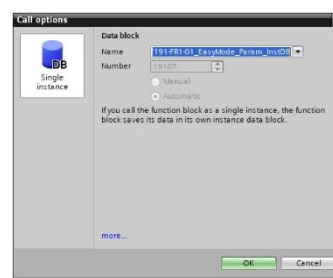 Call options
Data block
Name 191-FR1-01_EasyMode_Param_InstDB
Number 19107
Manual
Automatic
DB
Single
instance
If you call the function block as a single instance, the function
block saves its data in its own instance data block.
more...
OK Cancel